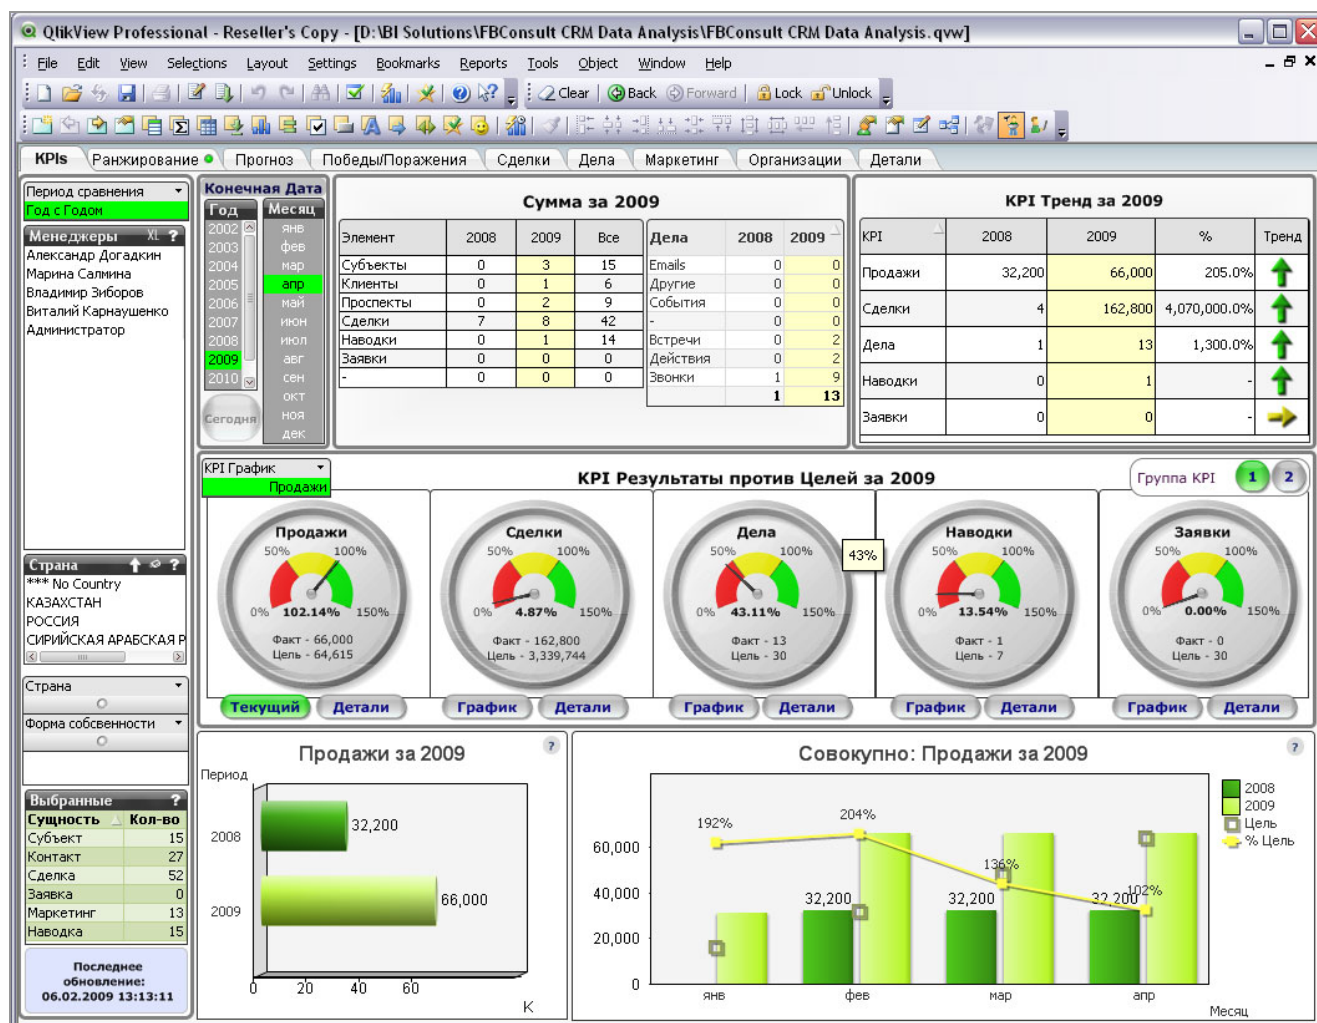 QlikView Professional - Reseller's Copy - [D:\BI Solutions\FBConsult CRM Data Analysis\FBConsult CRM Data Analysis.qvw]
File Edit View Selections Layout Settings Bookmarks Reports Tools Object Window Help
Clear Back Forward Lock Unlock
KPIs Ранжирование Прогноз Победы/Поражения Сделки Дела Маркетинг Организации Детали
Период сравнения
Год с Годом
Менеджеры XL ?
Александр Догадкин
Марина Салмина
Владимир Зиборов
Виталий Карнаушенко
Администратор
Страна ?
*** No Country
КАЗАХСТАН
РОССИЯ
СИРИЙСКАЯ АРАБСКАЯ Р
Страна
Форма собсвенности
Выбранные ?
Сущность Кол-во
Субъект 15
Контакт 27
Сделка 52
Заявка 0
Маркетинг 13
Наводка 15
Последнее
обновление:
06.02.2009 13:13:11
Конечная Дата
Год Месяц
2002 янв
2003 фев
2004 мар
2005 апр
2006 май
2007 июн
2008 июл
2009 авг
2010 сен
окт
Сегодня ноя
дек
Сумма за 2009
Элемент 2008 2009 Все
Субъекты 0 3 15
Клиенты 0 1 6
Проспекты 0 2 9
Сделки 7 8 42
Наводки 0 1 14
Заявки 0 0 0
- 0 0 0
Дела 2008 2009
Emails 0 0
Другие 0 0
События 0 0
- 0 0
Встречи 0 2
Действия 0 2
Звонки 1 9
1 13
KPI Тренд за 2009
KPI 2008 2009 % Тренд
Продажи 32,200 66,000 205.0%
Сделки 4 162,800 4,070,000.0%
Дела 1 13 1,300.0%
Наводки 0 1 -
Заявки 0 0 -
KPI График
Продажи
KPI Результаты против Целей за 2009
Группа KPI 1 2
Продажи
50% 100%
0% 102.14% 150%
Факт - 66,000
Цель - 64,615
Текущий Детали
Сделки
50% 100%
0% 4.87% 150%
Факт - 162,800
Цель - 3,339,744
График Детали
Дела
50% 100%
0% 43.11% 150%
Факт - 13
Цель - 30
График Детали
43%
Наводки
50% 100%
0% 13.54% 150%
Факт - 1
Цель - 7
График Детали
Заявки
50% 100%
0% 0.00% 150%
Факт - 0
Цель - 30
График Детали
Продажи за 2009 ?
Период
2008 32,200
2009 66,000
0 20 40 60
K
Совокупно: Продажи за 2009 ?
2008
2009
Цель
% Цель
192% 204% 136% 102%
60,000
40,000
20,000
0
32,200 32,200 32,200
янв фев мар апр
Месяц